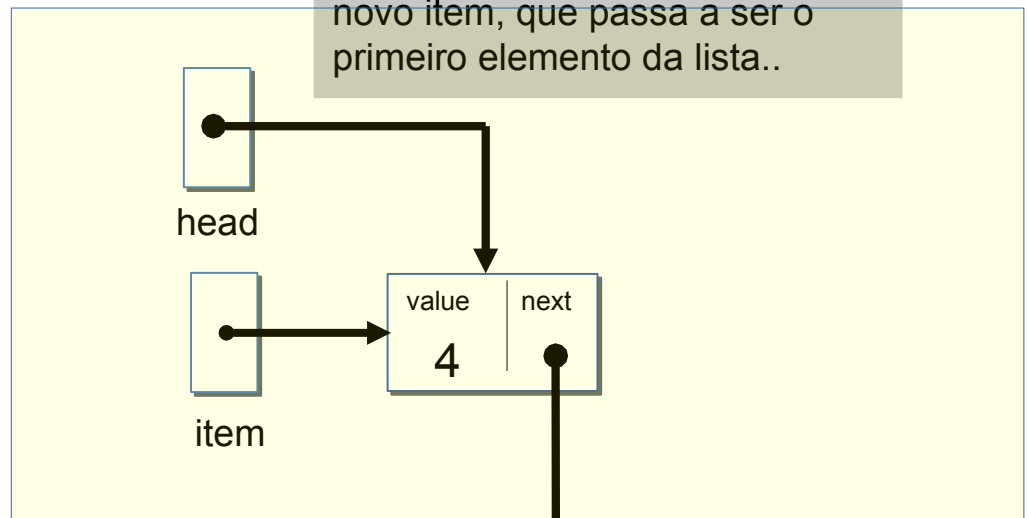 novo item, que passa a ser o
primeiro elemento da lista..
head
value next
4
item